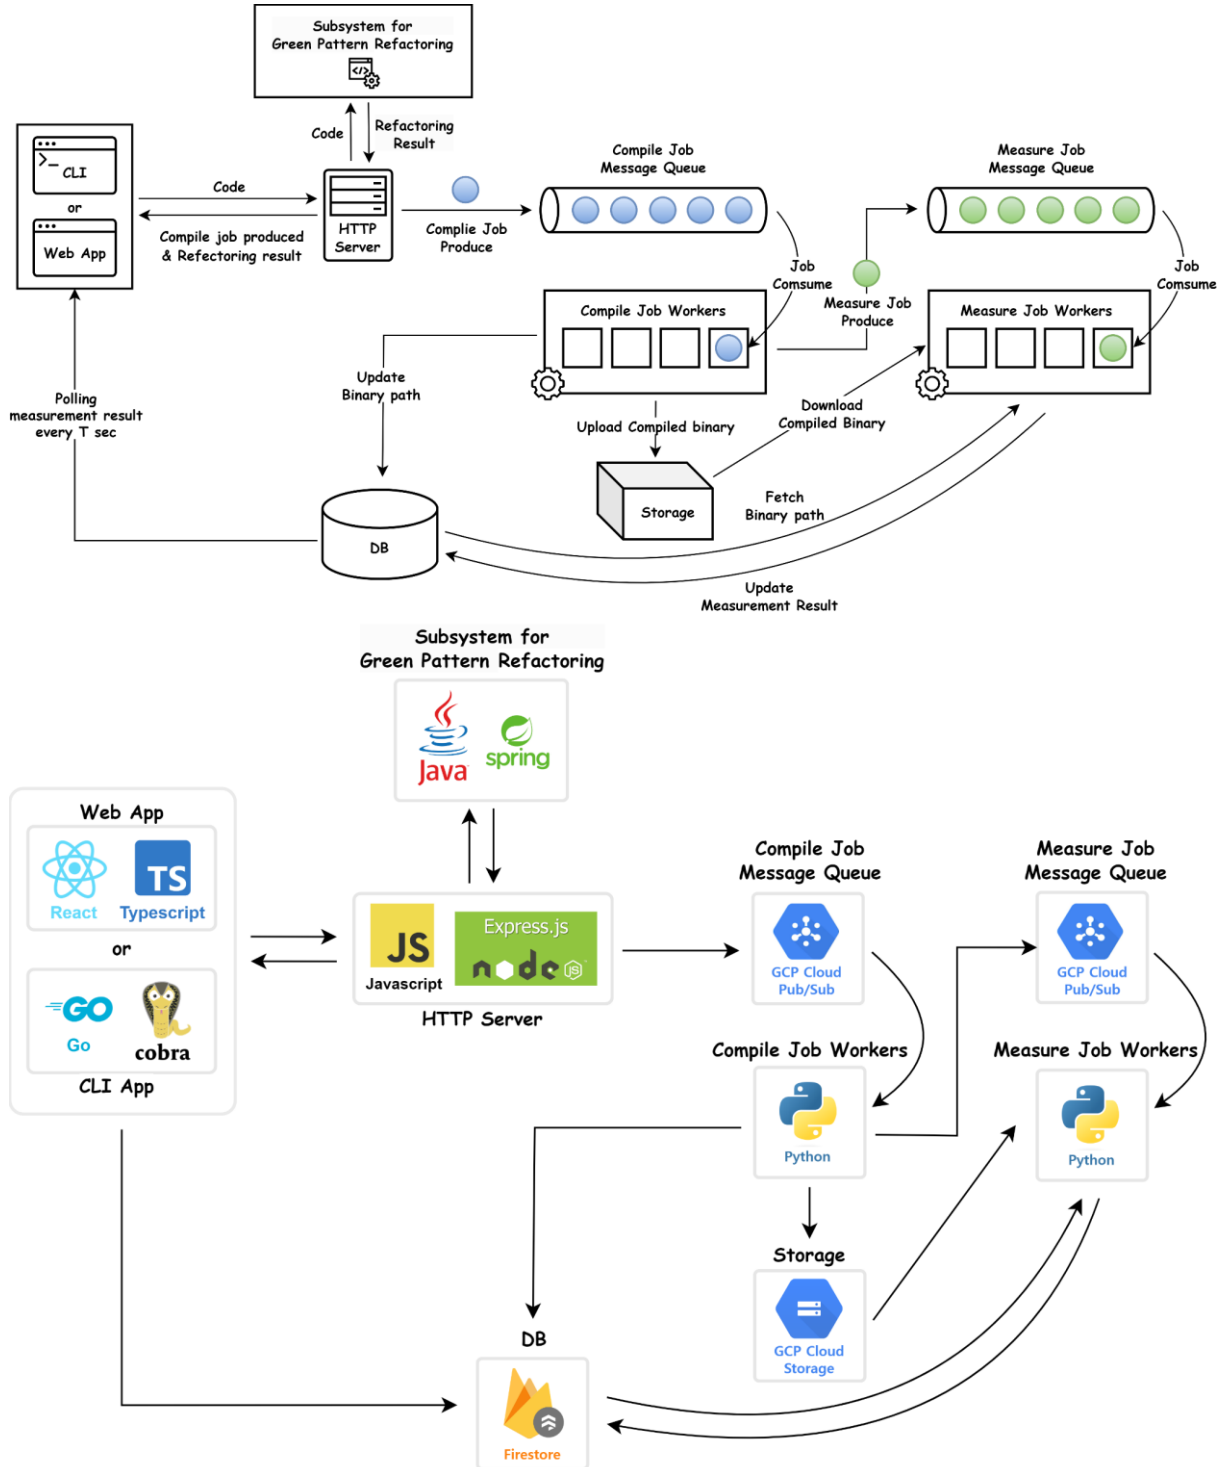 Subsystem for
Green Pattern Refactoring
</>
Code
Refactoring
Result
>_
CLI
or
Web App
Code
Compile job produced
& Refectoring result
HTTP
Server
Complie Job
Produce
Compile Job
Message Queue
Measure Job
Message Queue
Job
Comsume
Measure Job
Produce
Job
Comsume
Compile Job Workers
Measure Job Workers
Update
Binary path
Polling
measurement result
every T sec
Upload Compiled binary
Download
Compiled Binary
Storage
Fetch
Binary path
DB
Update
Measurement Result
Subsystem for
Green Pattern Refactoring
Java
spring
Web App
TS
React
Typescript
or
GO
Go
cobra
CLI App
JS
Javascript
Express.js
node
JS
HTTP Server
Compile Job
Message Queue
GCP Cloud
Pub/Sub
Measure Job
Message Queue
GCP Cloud
Pub/Sub
Compile Job Workers
Python
Measure Job Workers
Python
Storage
GCP Cloud
Storage
DB
Firestore